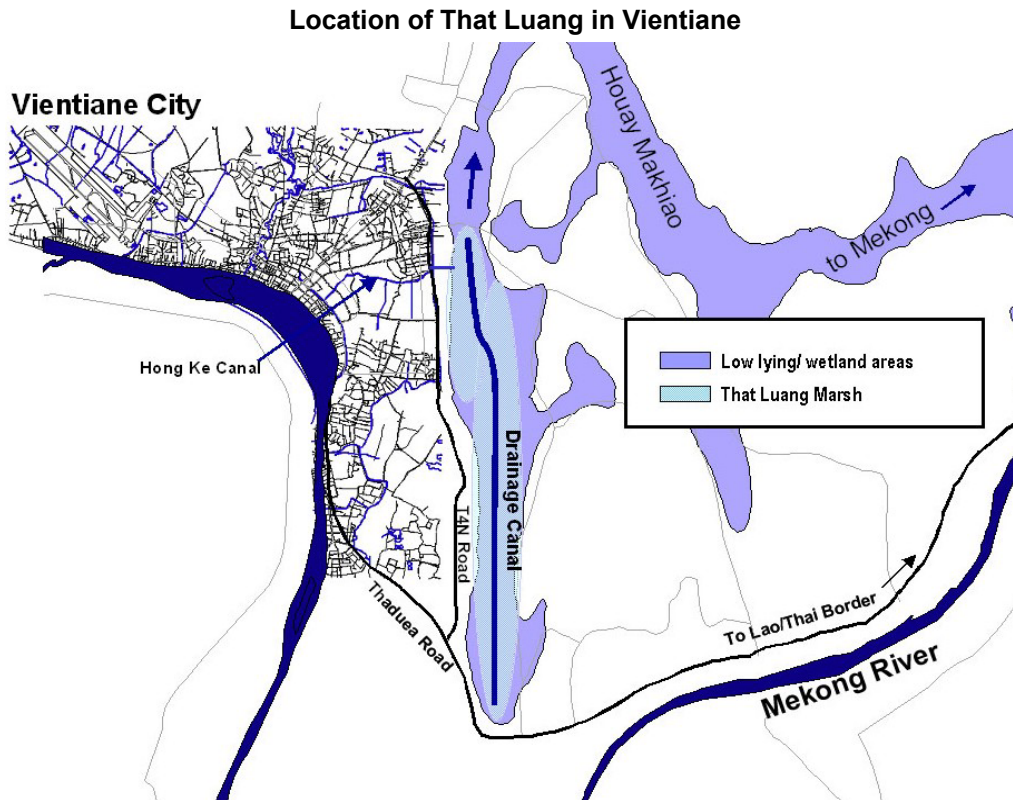 Location of That Luang in Vientiane
Vientiane City
Houay Makhiao
to Mekong
Hong Ke Canal
Low lying/ wetland areas
That Luang Marsh
Drainage Canal
T4N Road
Thaduea Road
To Lao/Thai Border
Mekong River